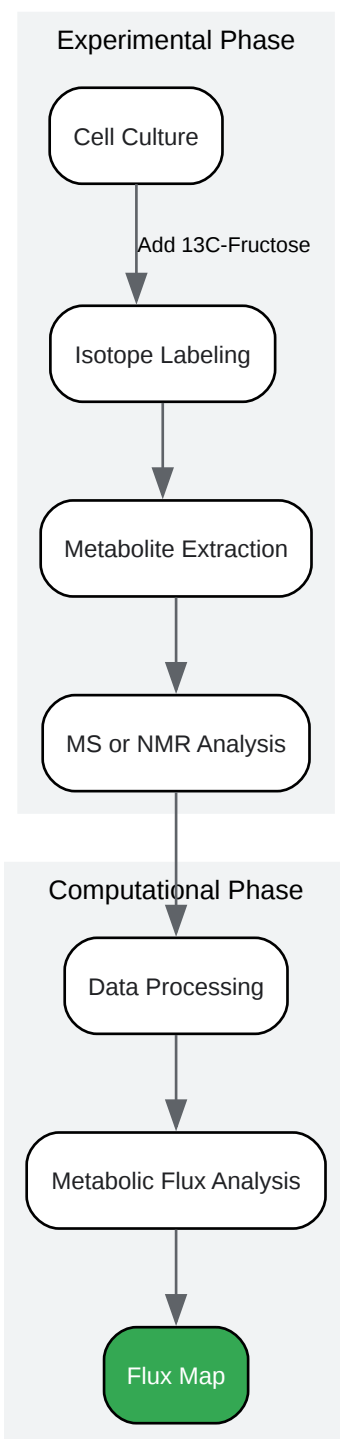 Experimental Phase
Cell Culture
Add 13C-Fructose
Isotope Labeling
Metabolite Extraction
MS or NMR Analysis
Computational Phase
Data Processing
Metabolic Flux Analysis
Flux Map